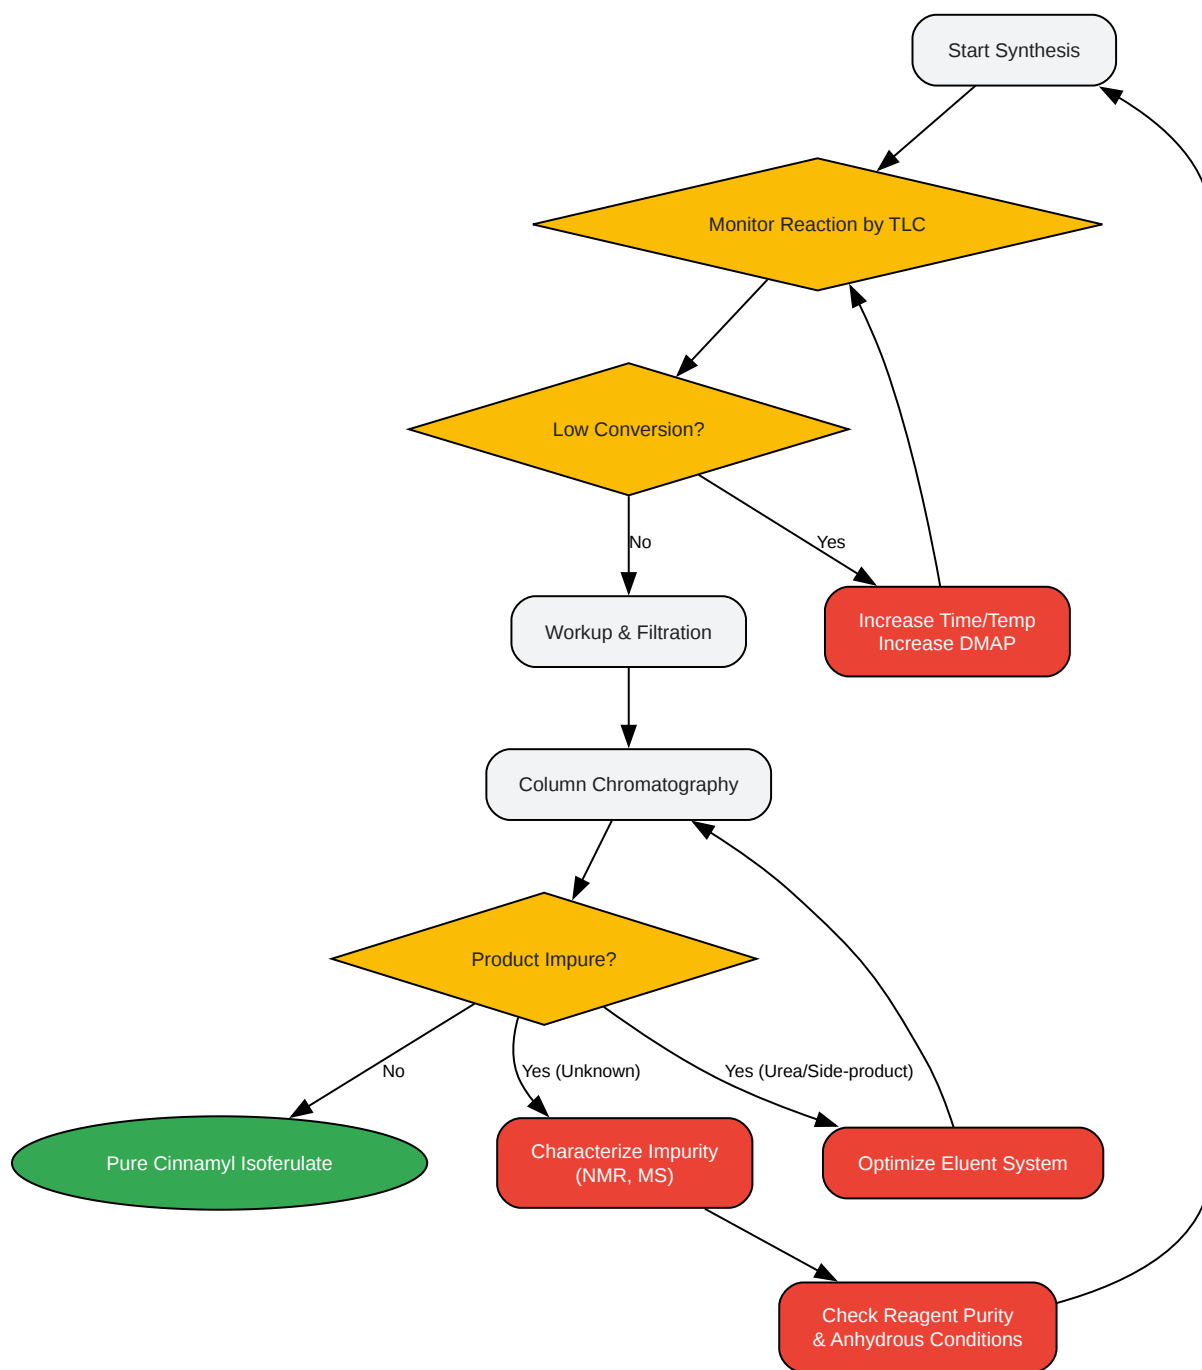 Start Synthesis
Monitor Reaction by TLC
Low Conversion?
No
Yes
Increase Time/Temp
Increase DMAP
Workup & Filtration
Column Chromatography
Product Impure?
No
Yes (Unknown)
Yes (Urea/Side-product)
Pure Cinnamyl Isoferulate
Characterize Impurity
(NMR, MS)
Optimize Eluent System
Check Reagent Purity
& Anhydrous Conditions